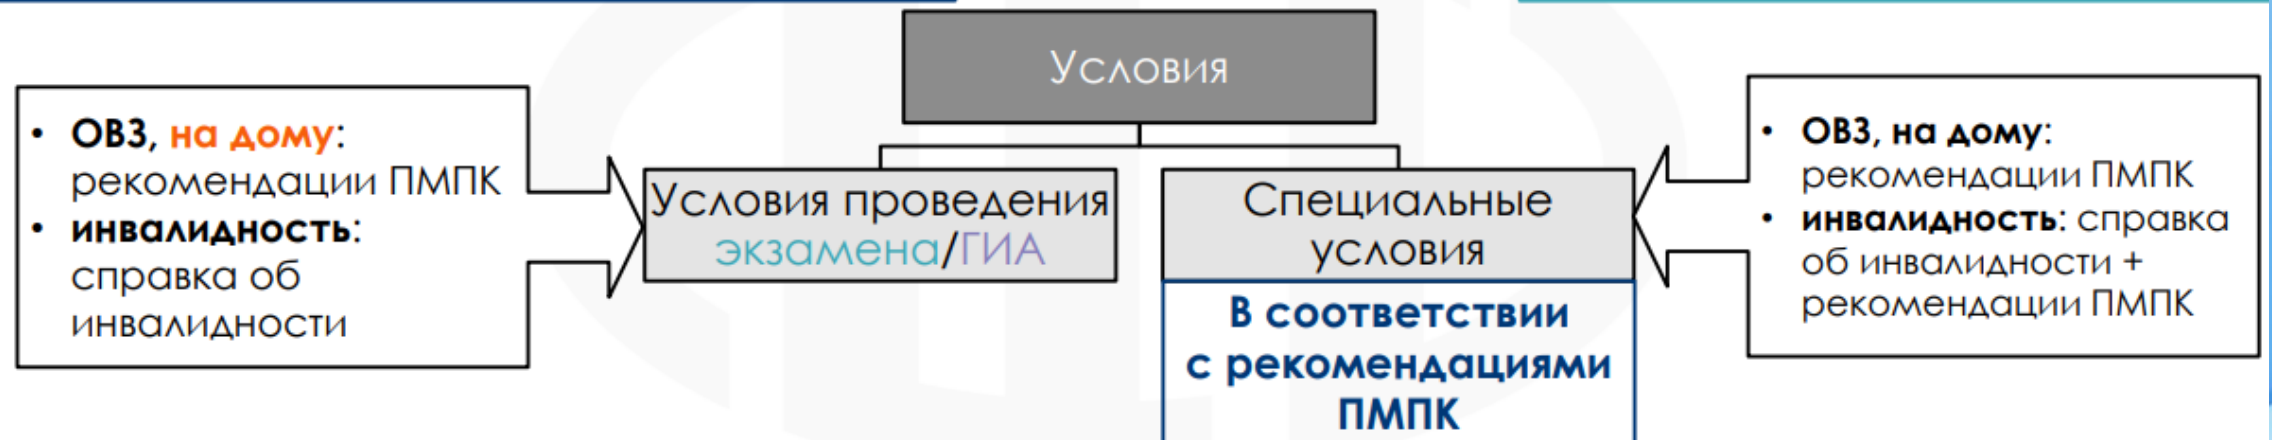 Условия
• ОВЗ, на дому:
рекомендации ПМПК
• инвалидность:
справка об
инвалидности
Условия проведения
экзамена/ГИА
Специальные
условия
В соответствии
с рекомендациями
ПМПК
• ОВЗ, на дому:
рекомендации ПМПК
• инвалидность: справка
об инвалидности +
рекомендации ПМПК